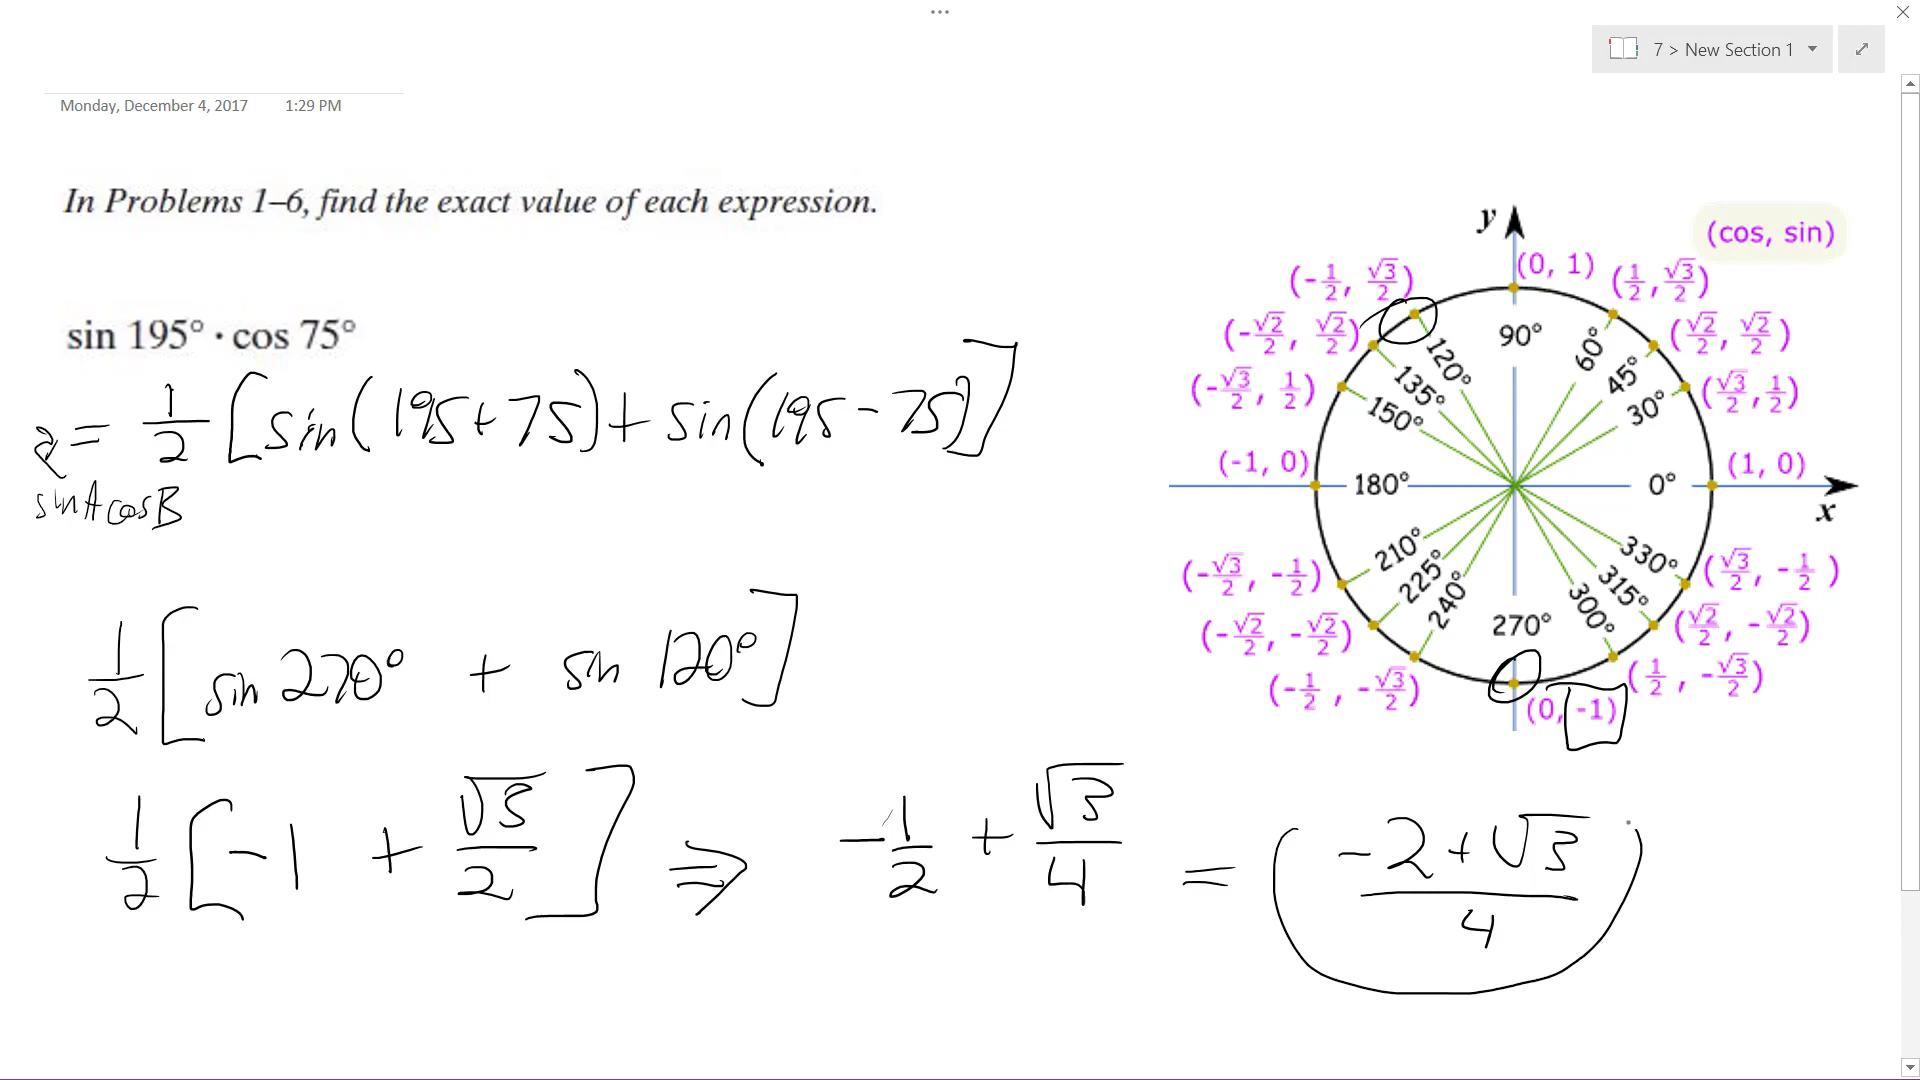 7 > New Section 1
Monday, December 4, 2017 1:29 PM
In Problems 1–6, find the exact value of each expression.
sin 195° · cos 75°
= 1/2 [sin(195+75)+sin(195-75)]
sinAcosB
1/2 [sin 270° + sin 120°]
1/2 [-1 + √3/2] ⇒ -1/2 + √3/4 = (-2+√3)/4
y
(cos, sin)
(0, 1)
(-1/2, √3/2)
(1/2, √3/2)
(-√2/2, √2/2)
(√2/2, √2/2)
(-√3/2, 1/2)
(√3/2, 1/2)
90°
120°
60°
135°
45°
150°
30°
(-1, 0)
(1, 0)
180°
0°
x
210°
330°
225°
315°
240°
300°
270°
(-√3/2, -1/2)
(√3/2, -1/2)
(-√2/2, -√2/2)
(√2/2, -√2/2)
(-1/2, -√3/2)
(1/2, -√3/2)
(0, -1)